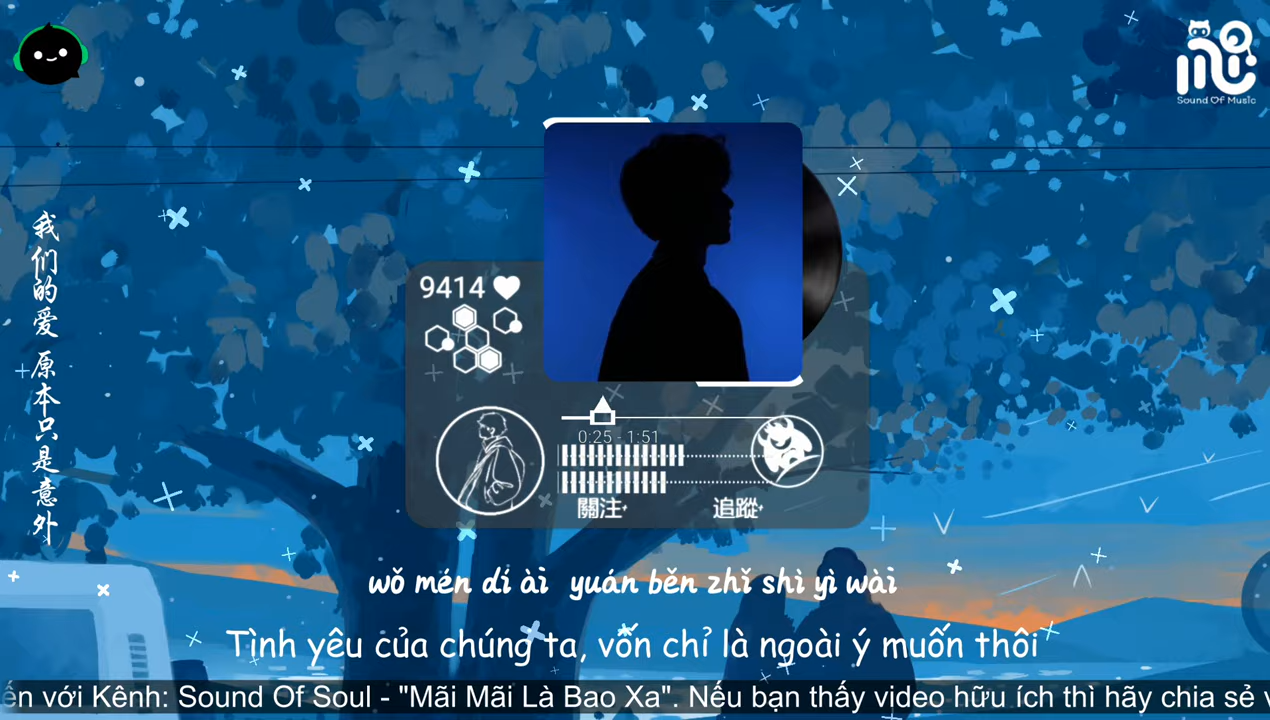 Sound Of Music
我们的爱 原本只是意外
9414
0:25 - 1:51
關注
追蹤
wǒ mén dí ài yuán běn zhǐ shì yì wài
Tình yêu của chúng ta, vốn chỉ là ngoài ý muốn thôi
ến với Kênh: Sound Of Soul - "Mãi Mãi Là Bao Xa". Nếu bạn thấy video hữu ích thì hãy chia sẻ v